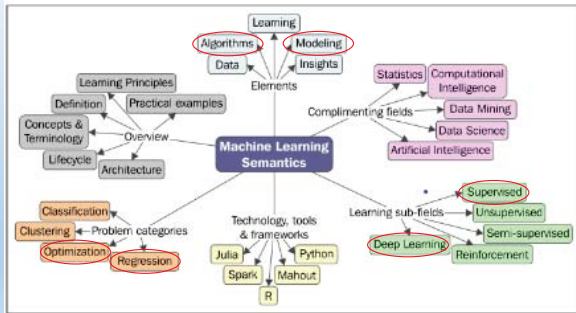 Learning
Algorithms
Modeling
Data
Insights
Elements
Learning Principles
Definition
Practical examples
Concepts &
Terminology
Overview
Lifecycle
Architecture
Statistics
Computational
Intelligence
Complimenting fields
Data Mining
Data Science
Artificial Intelligence
Machine Learning
Semantics
Classification
Clustering
Problem categories
Optimization
Regression
Technology, tools
& frameworks
Julia
Python
Spark
Mahout
R
Supervised
Learning sub-fields
Unsupervised
Semi-supervised
Deep Learning
Reinforcement